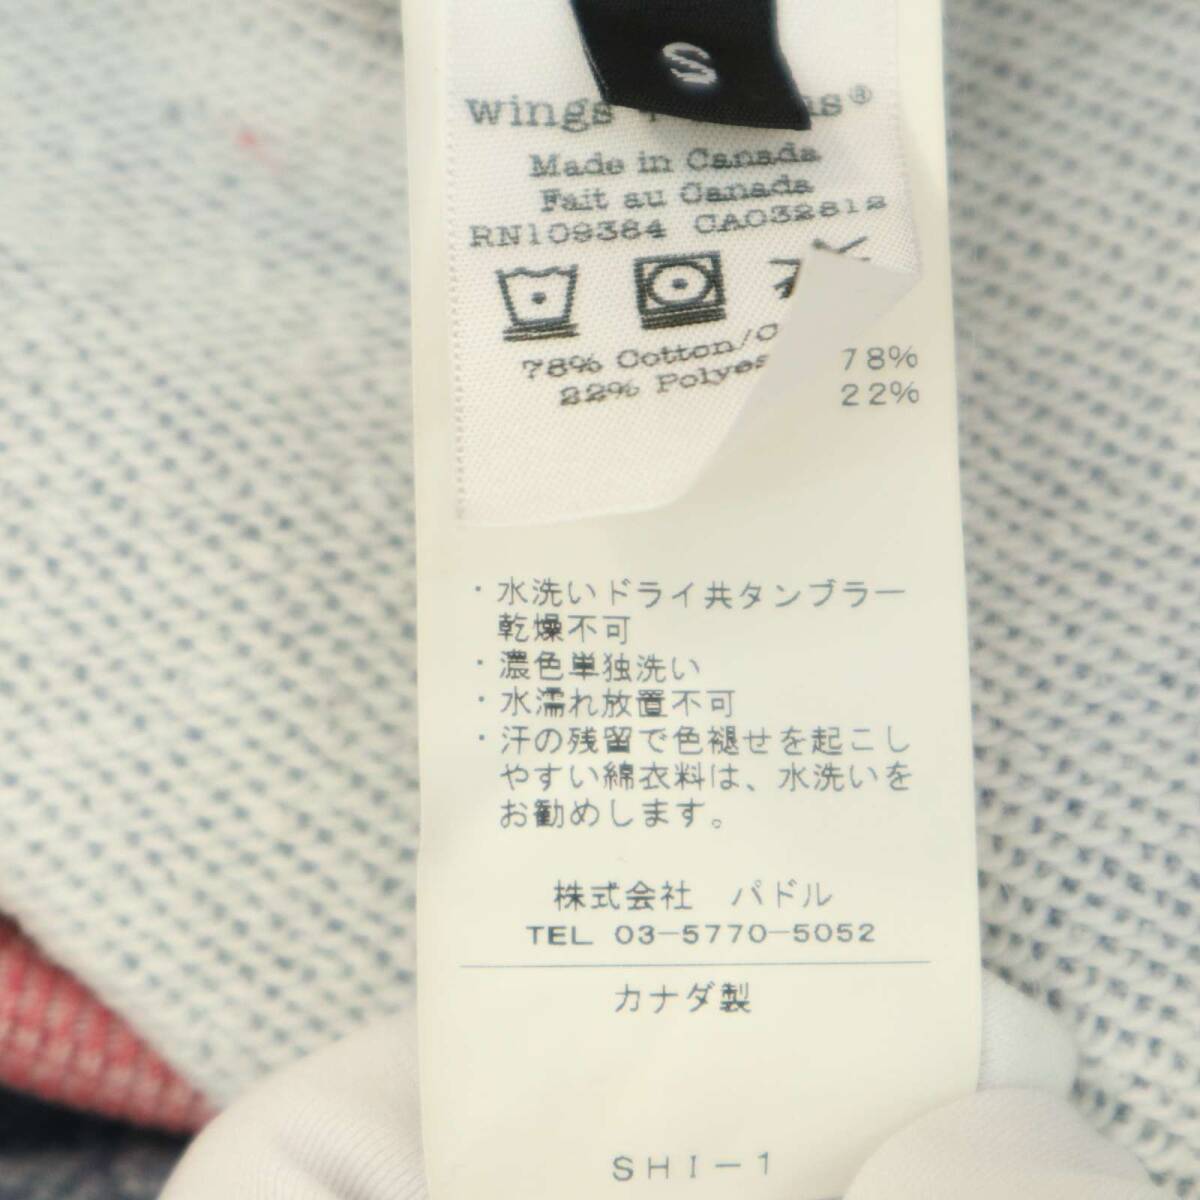 S
wings
Made in Canada
Fait au Canada
RN109384 CA032812
78% Cotton/
22%
78%
22%
・水洗いドライ共タンブラー
乾燥不可
・濃色単独洗い
・水濡れ放置不可
・汗の残留で色褪せを起こし
やすい綿衣料は、水洗いを
お勧めします。
株式会社 パドル
TEL 03-5770-5052
カナダ製
SHI-1